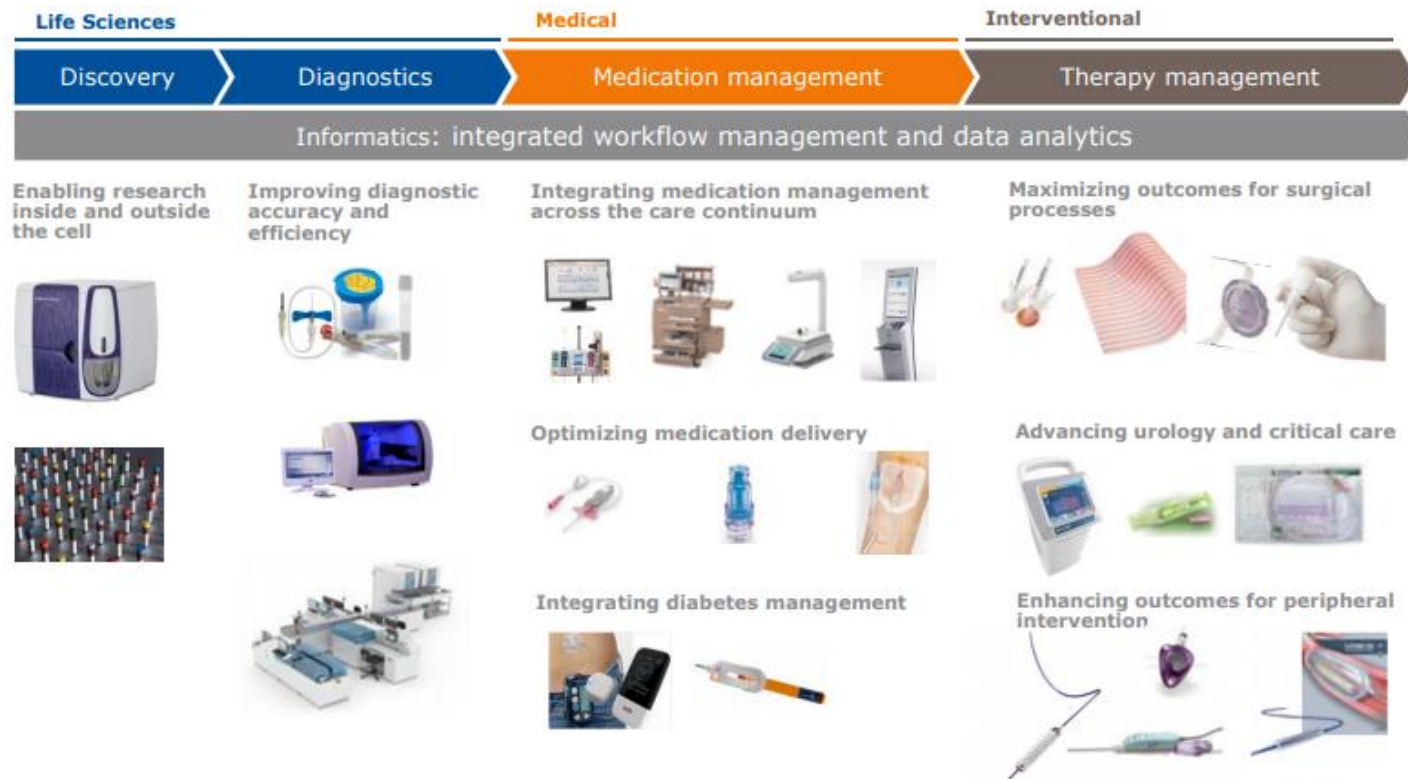 Life Sciences
Medical
Interventional
Discovery
Diagnostics
Medication management
Therapy management
Informatics: integrated workflow management and data analytics
Enabling research
inside and outside
the cell
Improving diagnostic
accuracy and
efficiency
Integrating medication management
across the care continuum
Maximizing outcomes for surgical
processes
Optimizing medication delivery
Advancing urology and critical care
Integrating diabetes management
Enhancing outcomes for peripheral
intervention